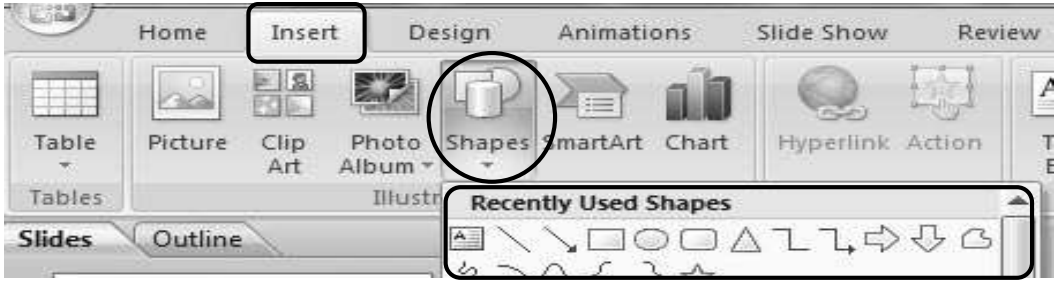 Home Insert Design Animations Slide Show Review
Table Picture Clip Art Photo Album Shapes SmartArt Chart Hyperlink Action
Tables
Recently Used Shapes
A
Slides Outline